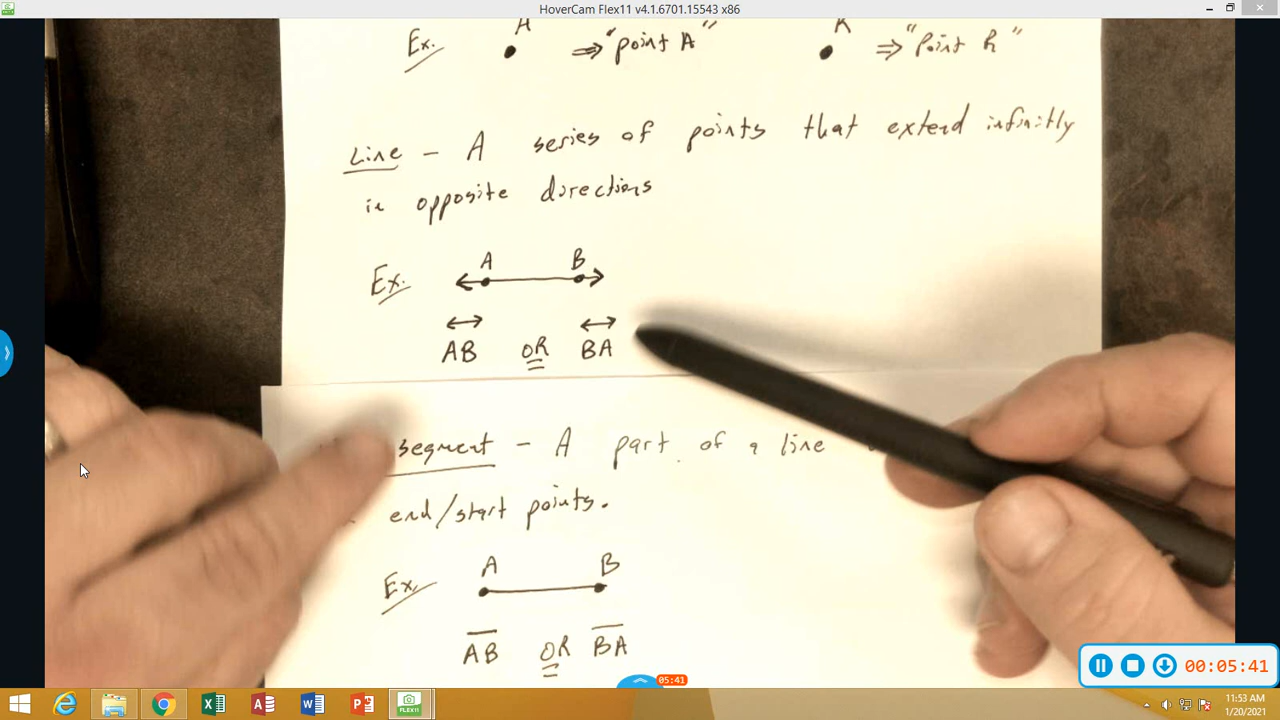 HoverCam Flex11 v4.1.6701.15543 x86
Ex. A ⇒ "point A" R ⇒ "point R"
Line - A series of points that extend infinitly
in opposite directions
Ex. A B
AB OR BA
segment - A part of a line
end/start points.
Ex. A B
AB OR BA
00:05:41
05:41
FLEX11
11:53 AM
1/20/2021